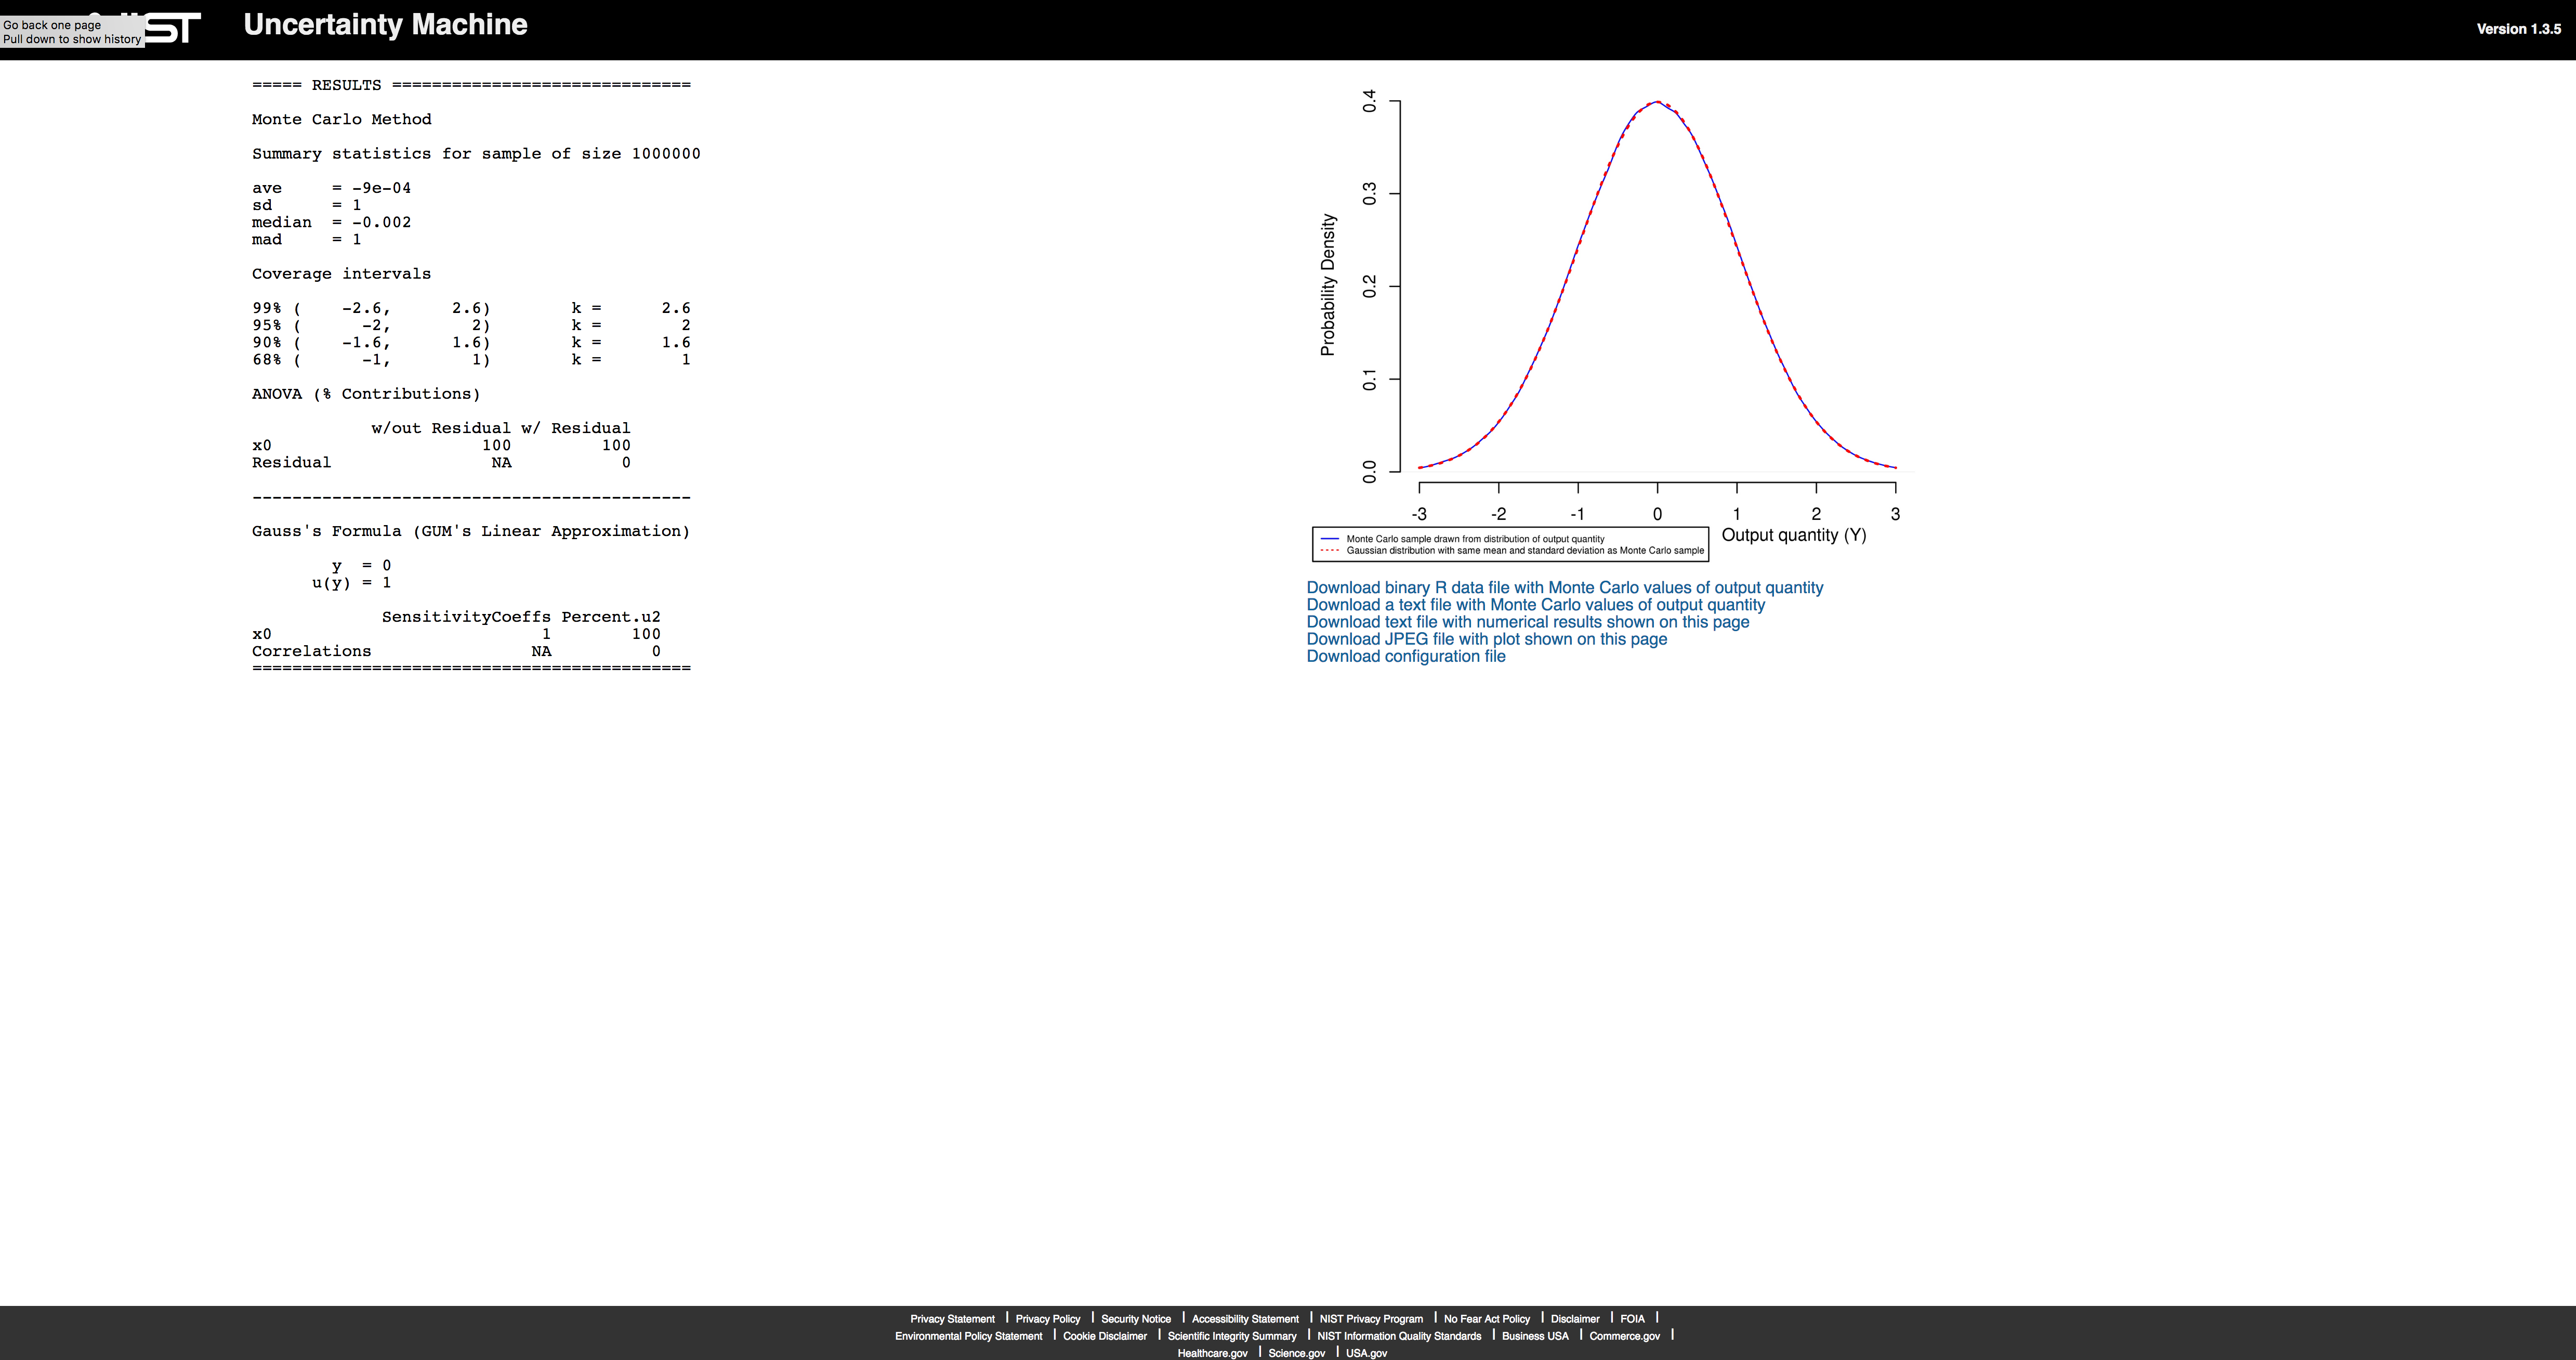 Go back one page
Pull down to show history
ST
Uncertainty Machine
Version 1.3.5
===== RESULTS ==============================
Monte Carlo Method
Summary statistics for sample of size 1000000
ave     = -9e-04
sd      = 1
median  = -0.002
mad     = 1
Coverage intervals
99% (    -2.6,      2.6)        k =      2.6
95% (      -2,        2)        k =        2
90% (    -1.6,      1.6)        k =      1.6
68% (      -1,        1)        k =        1
ANOVA (% Contributions)
            w/out Residual w/ Residual
x0                     100         100
Residual                NA           0
--------------------------------------------
Gauss's Formula (GUM's Linear Approximation)
        y  = 0
      u(y) = 1
             SensitivityCoeffs Percent.u2
x0                           1        100
Correlations                NA          0
============================================
Probability Density
0.4
0.3
0.2
0.1
0.0
-3 -2 -1 0 1 2 3
Output quantity (Y)
Monte Carlo sample drawn from distribution of output quantity
Gaussian distribution with same mean and standard deviation as Monte Carlo sample
Download binary R data file with Monte Carlo values of output quantity
Download a text file with Monte Carlo values of output quantity
Download text file with numerical results shown on this page
Download JPEG file with plot shown on this page
Download configuration file
Privacy Statement | Privacy Policy | Security Notice | Accessibility Statement | NIST Privacy Program | No Fear Act Policy | Disclaimer | FOIA |
Environmental Policy Statement | Cookie Disclaimer | Scientific Integrity Summary | NIST Information Quality Standards | Business USA | Commerce.gov |
Healthcare.gov | Science.gov | USA.gov